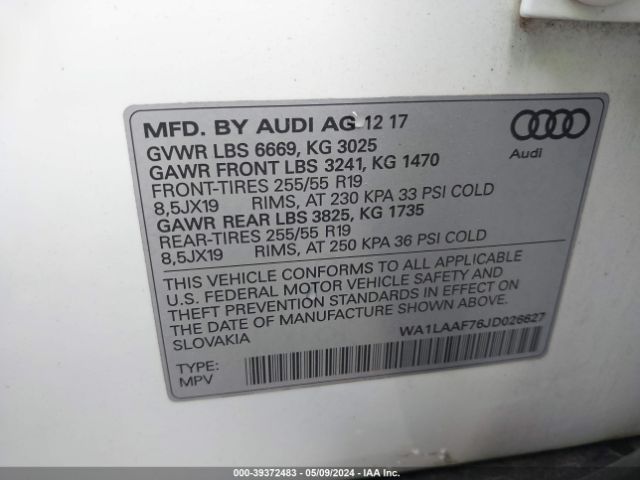 MFD. BY AUDI AG 12 17
GVWR LBS 6669, KG 3025
GAWR FRONT LBS 3241, KG 1470
FRONT-TIRES 255/55 R19
8,5JX19 RIMS, AT 230 KPA 33 PSI COLD
GAWR REAR LBS 3825, KG 1735
REAR-TIRES 255/55 R19
8,5JX19 RIMS, AT 250 KPA 36 PSI COLD
Audi
THIS VEHICLE CONFORMS TO ALL APPLICABLE
U.S. FEDERAL MOTOR VEHICLE SAFETY AND
THEFT PREVENTION STANDARDS IN EFFECT ON
THE DATE OF MANUFACTURE SHOWN ABOVE.
SLOVAKIA
WA1LAAF76JD026627
TYPE:
MPV
000-39372483 - 05/09/2024 - IAA Inc.